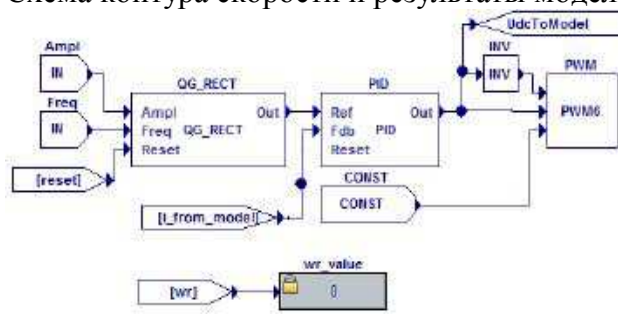 Схема контура скорости и результаты модел
Ampl
IN
Freq
IN
[reset]
QG_RECT
Ampl
Freq
Reset
QG_RECT
Out
[i_from_model]
PID
Ref
Fdb
Reset
PID
Out
CONST
CONST
UdcToModel
INV
INV
PWM
PWM6
[wr]
wr_value
0